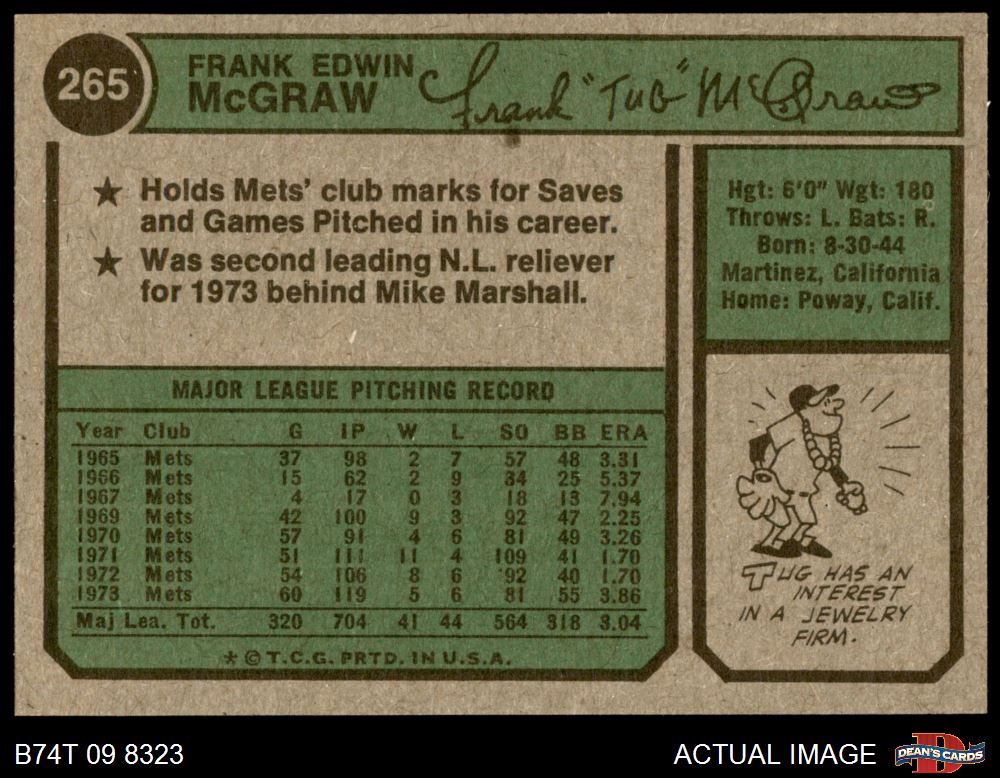 265
FRANK EDWIN
McGRAW
Frank "Tug" McGraw
★ Holds Mets' club marks for Saves
and Games Pitched in his career.
★ Was second leading N.L. reliever
for 1973 behind Mike Marshall.
Hgt: 6'0" Wgt: 180
Throws: L. Bats: R.
Born: 8-30-44
Martinez, California
Home: Poway, Calif.
MAJOR LEAGUE PITCHING RECORD
Year Club G IP W L SO BB ERA
1965 Mets 37 98 2 7 57 48 3.31
1966 Mets 15 62 2 9 34 25 5.37
1967 Mets 4 17 0 3 18 13 7.94
1969 Mets 42 100 9 3 92 47 2.25
1970 Mets 57 91 4 6 81 49 3.26
1971 Mets 51 111 11 4 109 41 1.70
1972 Mets 54 106 8 6 92 40 1.70
1973 Mets 60 119 5 6 81 55 3.86
Maj Lea. Tot. 320 704 41 44 564 318 3.04
* © T.C.G. PRTD. IN U.S.A.
TUG HAS AN
INTEREST
IN A JEWELRY
FIRM.
B74T 09 8323
ACTUAL IMAGE
DEAN'S CARDS